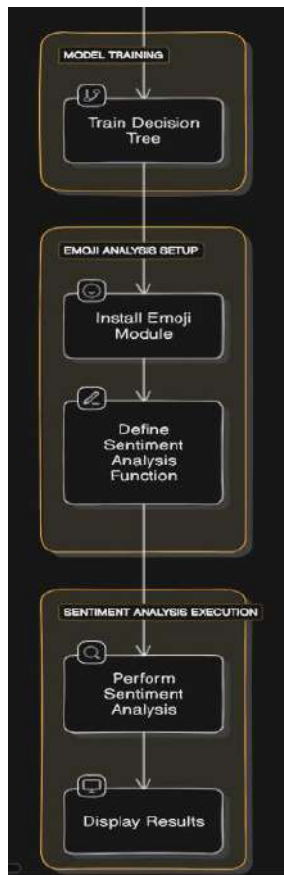 MODEL TRAINING
Train Decision
Tree
EMOJI ANALYSIS SETUP
Install Emoji
Module
Define
Sentiment
Analysis
Function
SENTIMENT ANALYSIS EXECUTION
Perform
Sentiment
Analysis
Display Results